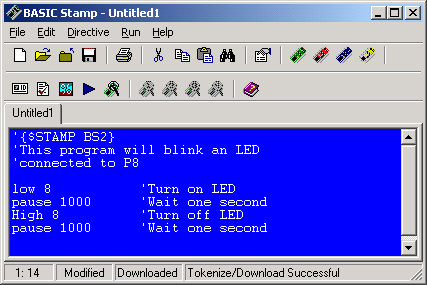 BASIC Stamp - Untitled1
File Edit Directive Run Help
Untitled1
'{$STAMP BS2}
'This program will blink an LED
'connected to P8
low 8 'Turn on LED
pause 1000 'Wait one second
High 8 'Turn off LED
pause 1000 'Wait one second
1: 14 Modified Downloaded Tokenize/Download Successful